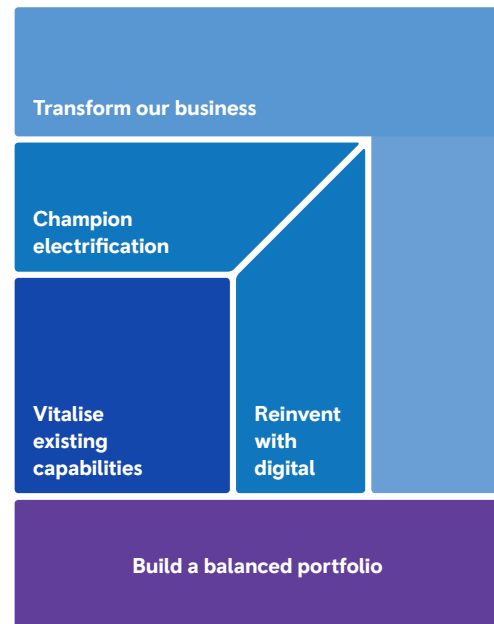 Transform our business
Champion
electrification
Vitalise
existing
capabilities
Reinvent
with
digital
Build a balanced portfolio